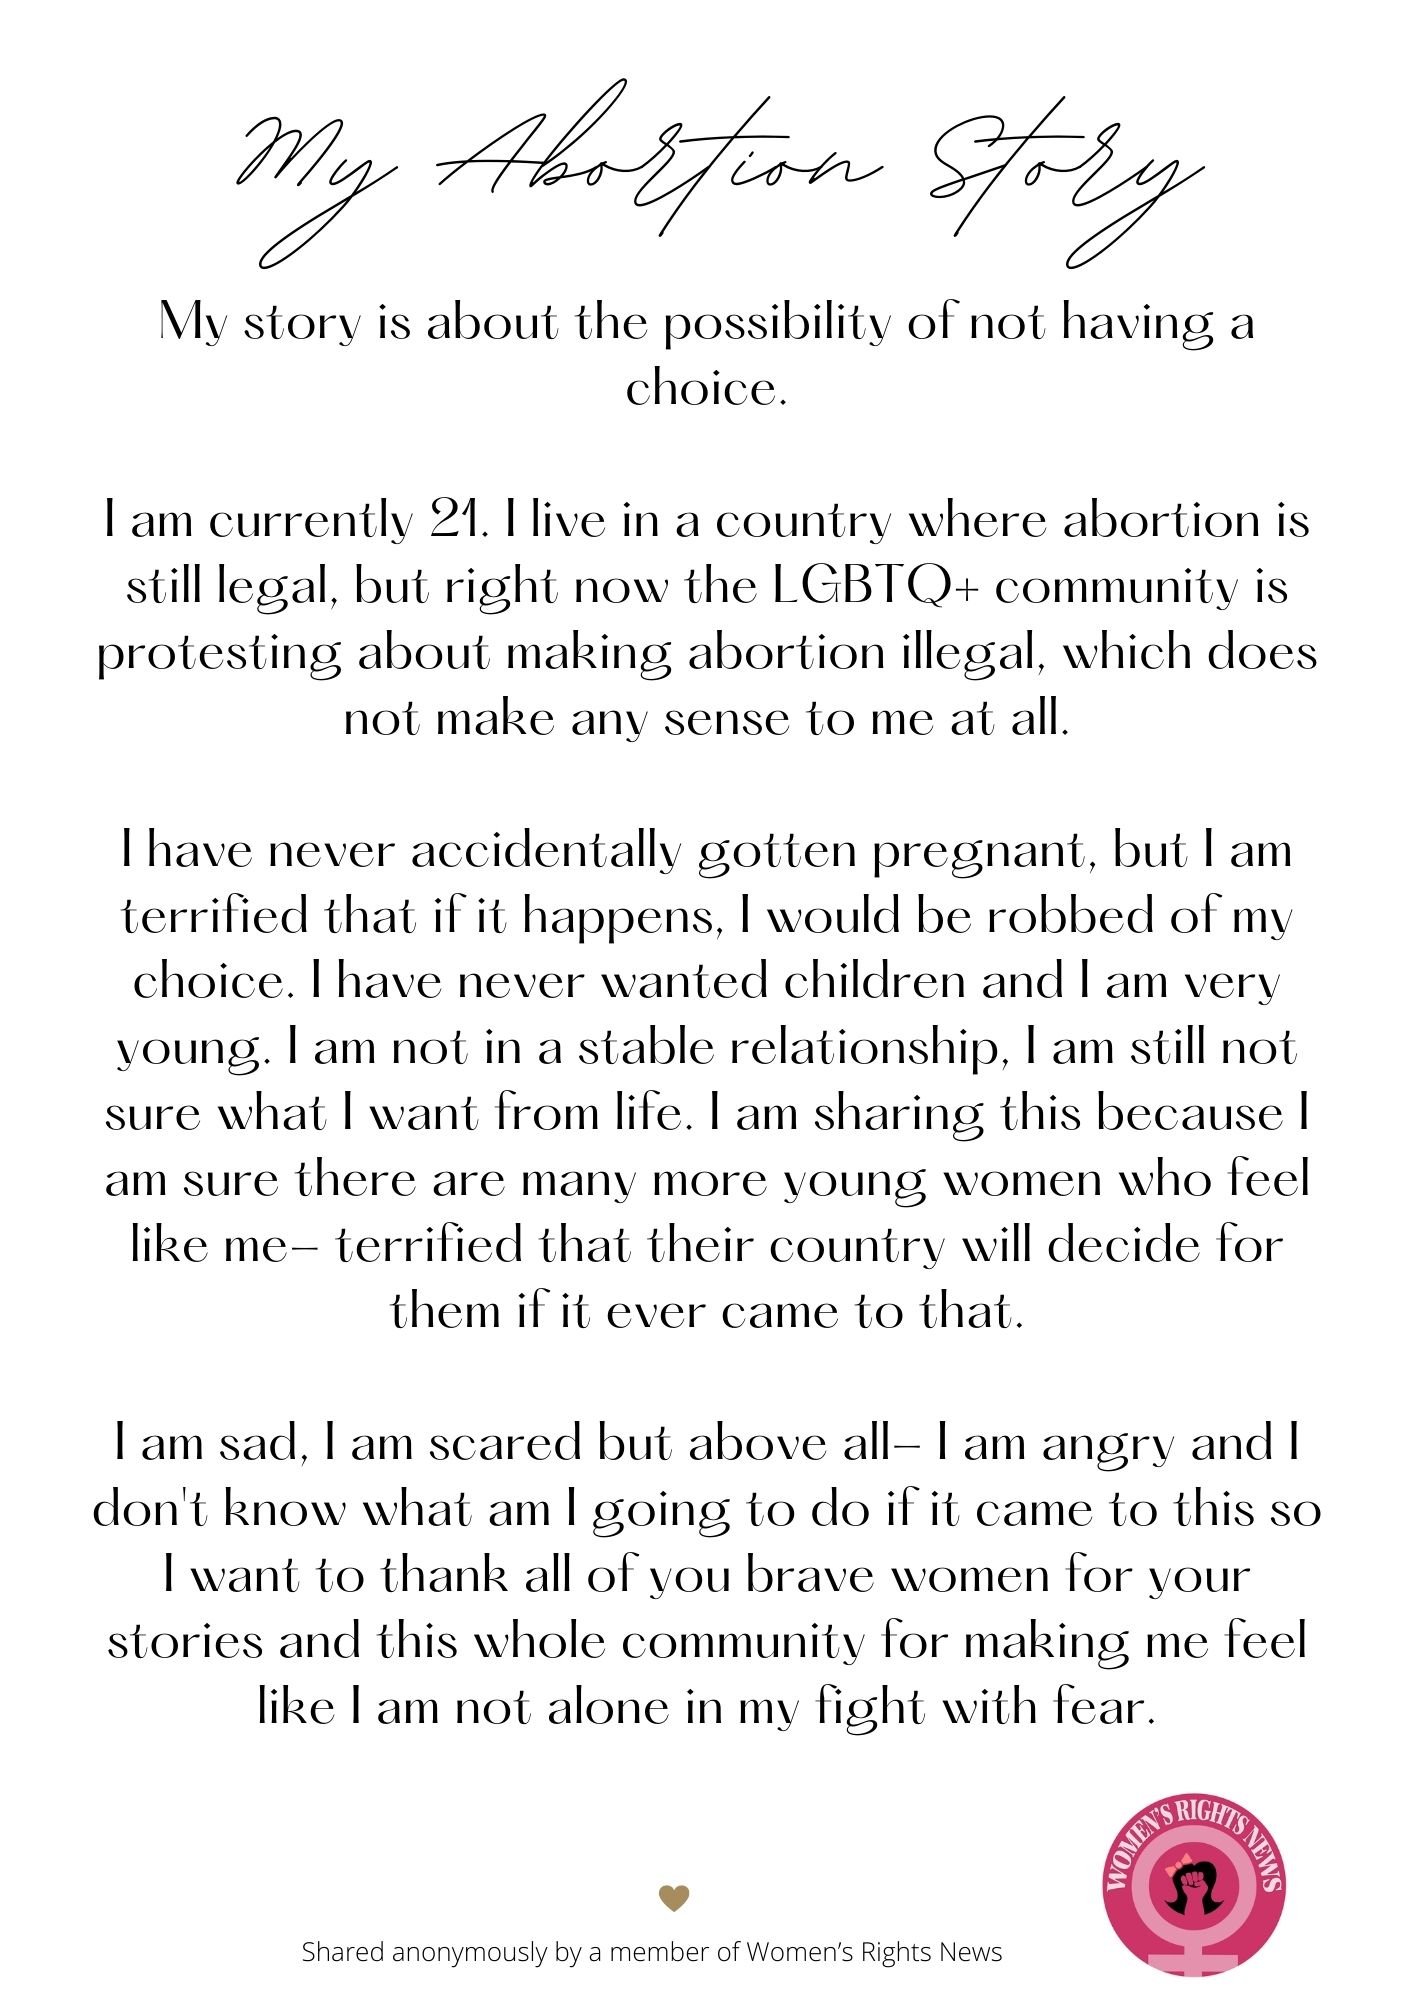 My Abortion Story
My story is about the possibility of not having a
choice.
I am currently 21. I live in a country where abortion is
still legal, but right now the LGBTQ+ community is
protesting about making abortion illegal, which does
not make any sense to me at all.
I have never accidentally gotten pregnant, but I am
terrified that if it happens, I would be robbed of my
choice. I have never wanted children and I am very
young. I am not in a stable relationship, I am still not
sure what I want from life. I am sharing this because I
am sure there are many more young women who feel
like me– terrified that their country will decide for
them if it ever came to that.
I am sad, I am scared but above all– I am angry and I
don't know what am I going to do if it came to this so
I want to thank all of you brave women for your
stories and this whole community for making me feel
like I am not alone in my fight with fear.
WOMEN'S RIGHTS NEWS
Shared anonymously by a member of Women’s Rights News